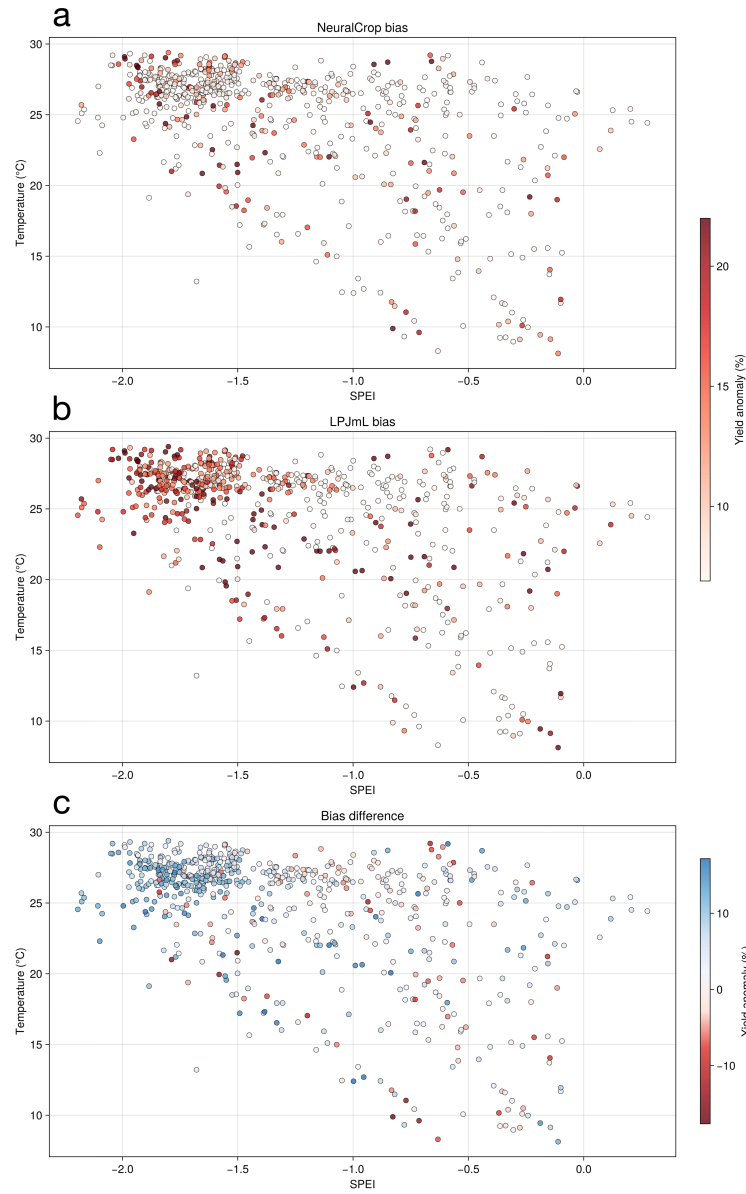 a
NeuralCrop bias
30
25
20
15
10
Temperature (°C)
−2.0 −1.5 −1.0 −0.5 0.0
SPEI
b
LPJmL bias
30
25
20
15
10
Temperature (°C)
−2.0 −1.5 −1.0 −0.5 0.0
SPEI
20
15
10
Yield anomaly (%)
c
Bias difference
30
25
20
15
10
Temperature (°C)
−2.0 −1.5 −1.0 −0.5 0.0
SPEI
10
0
−10
Yield anomaly (%)